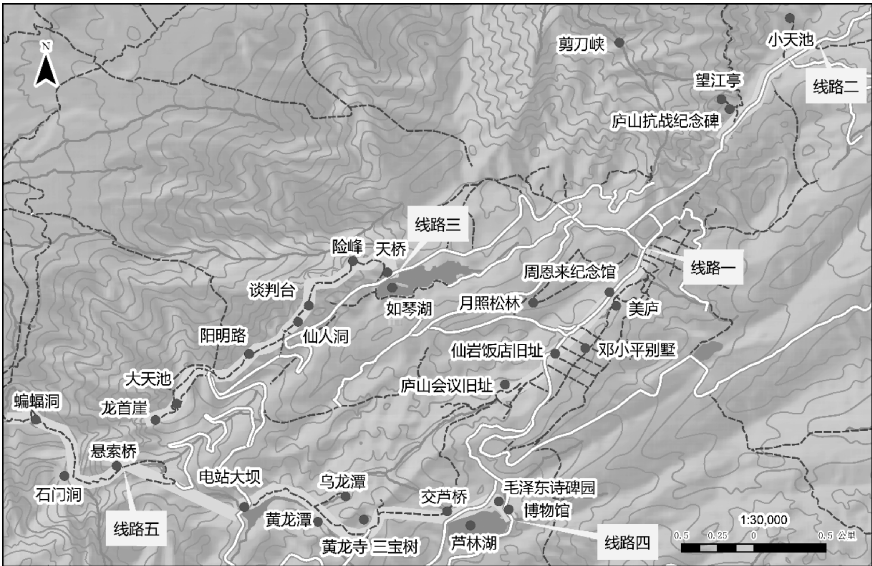 N
剪刀峡
小天池
线路二
望江亭
庐山抗战纪念碑
线路三
险峰
天桥
周恩来纪念馆
线路一
谈判台
如琴湖
月照松林
美庐
阳明路
仙人洞
仙岩饭店旧址
邓小平别墅
大天池
庐山会议旧址
蝙蝠洞
龙首崖
悬索桥
电站大坝
乌龙潭
石门涧
交芦桥
毛泽东诗碑园
博物馆
黄龙潭
线路五
黄龙寺 三宝树
芦林湖
线路四
1:30,000
0.5 0.25 0 0.5 公里